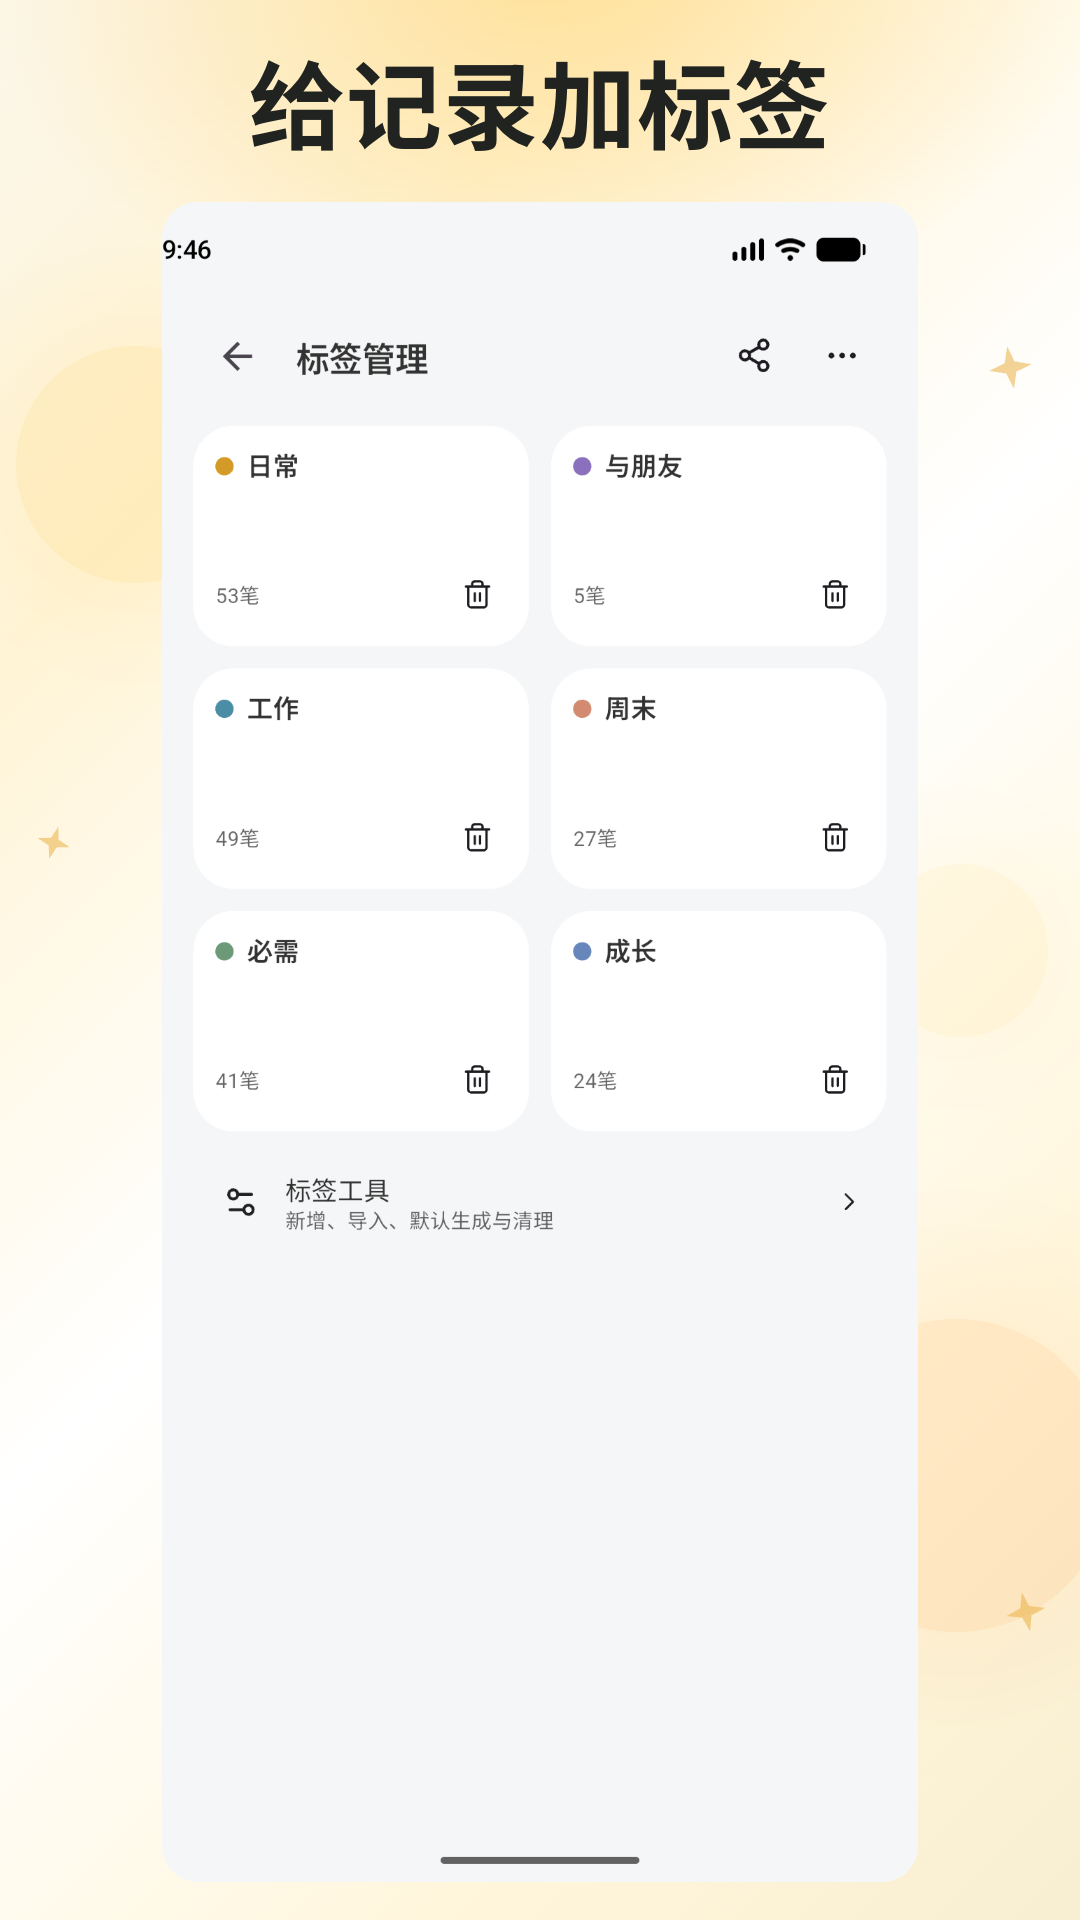 给记录加标签
9:46
标签管理
日常
与朋友
53笔
5笔
工作
周末
49笔
27笔
必需
成长
41笔
24笔
标签工具
新增、导入、默认生成与清理